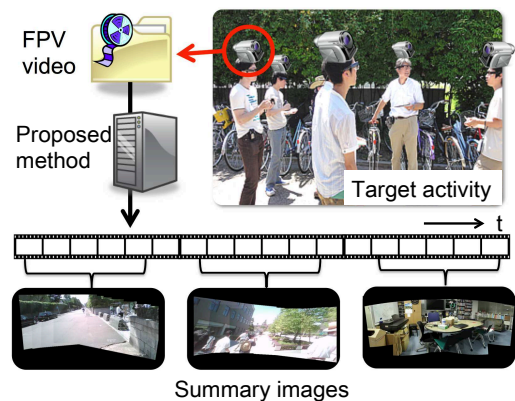 FPV
video
Proposed
method
Target activity
t
Summary images